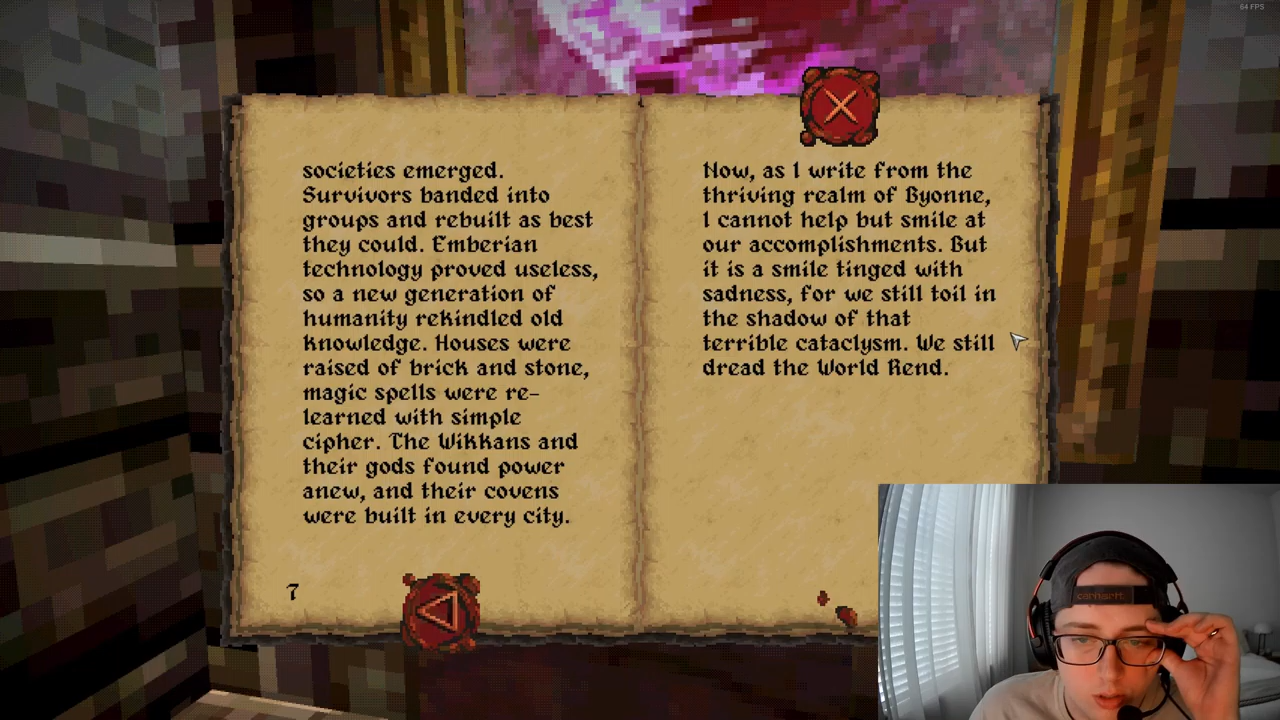 64 FPS
societies emerged.
Survivors banded into
groups and rebuilt as best
they could. Emberian
technology proved useless,
so a new generation of
humanity rekindled old
knowledge. Houses were
raised of brick and stone,
magic spells were re-
learned with simple
cipher. The Wikkans and
their gods found power
anew, and their covens
were built in every city.
7
Now, as I write from the
thriving realm of Byonne,
I cannot help but smile at
our accomplishments. But
it is a smile tinged with
sadness, for we still toil in
the shadow of that
terrible cataclysm. We still
dread the World Rend.
carhartt